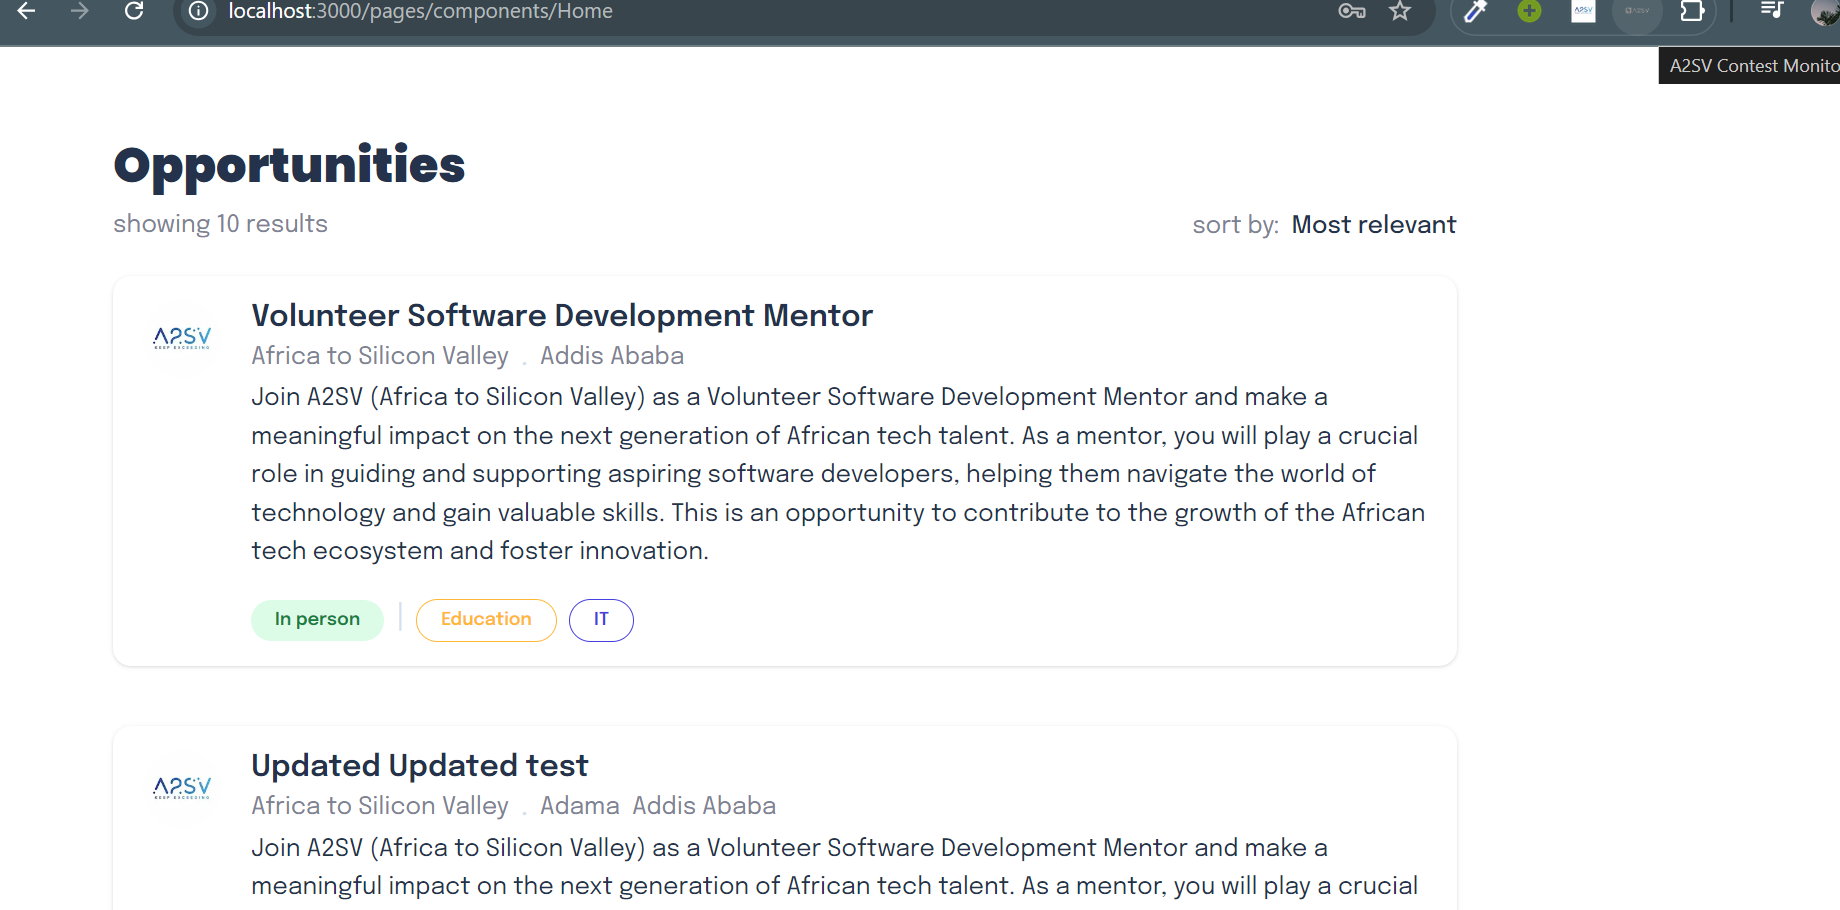 localhost:3000/pages/components/Home
A2SV Contest Monito
Opportunities
showing 10 results
sort by: Most relevant
A2SV
KEEP EXCEEDING
Volunteer Software Development Mentor
Africa to Silicon Valley . Addis Ababa
Join A2SV (Africa to Silicon Valley) as a Volunteer Software Development Mentor and make a
meaningful impact on the next generation of African tech talent. As a mentor, you will play a crucial
role in guiding and supporting aspiring software developers, helping them navigate the world of
technology and gain valuable skills. This is an opportunity to contribute to the growth of the African
tech ecosystem and foster innovation.
In person | Education IT
A2SV
KEEP EXCEEDING
Updated Updated test
Africa to Silicon Valley . Adama Addis Ababa
Join A2SV (Africa to Silicon Valley) as a Volunteer Software Development Mentor and make a
meaningful impact on the next generation of African tech talent. As a mentor, you will play a crucial